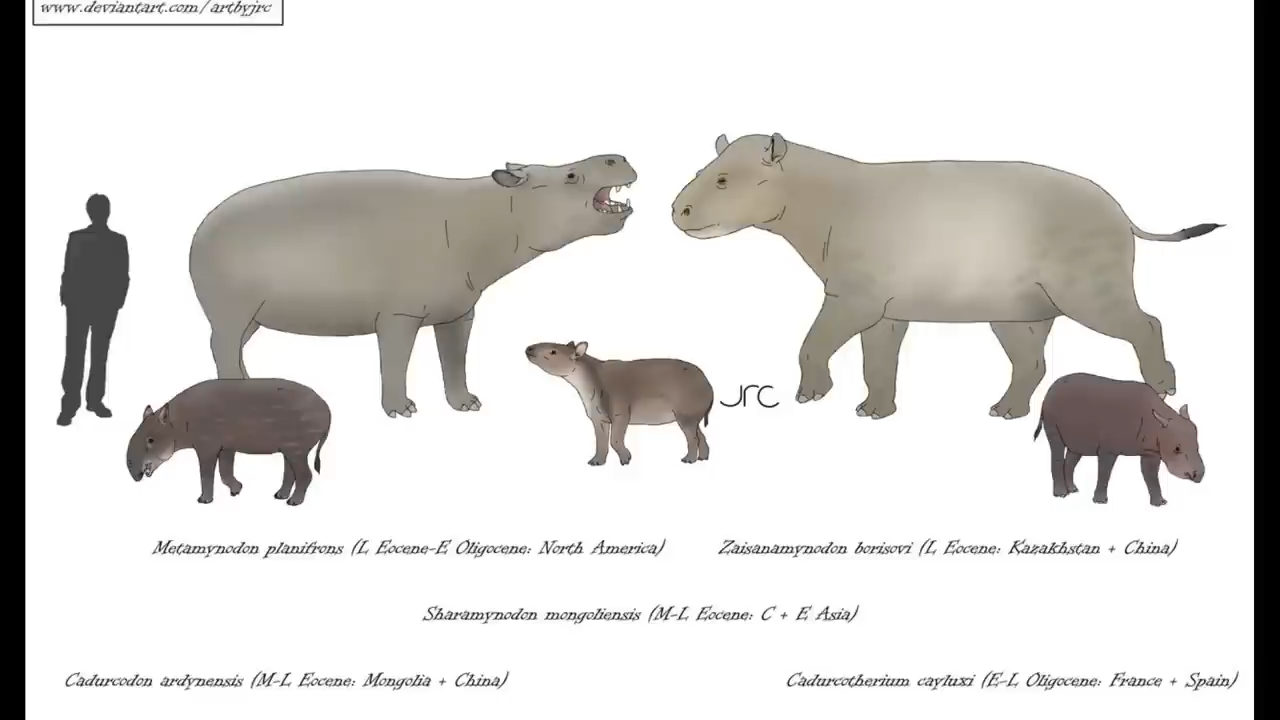 www.deviantart.com/artbyjrc
JrC
Metamynodon planifrons (L Eocene-E Oligocene: North America)
Zaisanamynodon borisovi (L Eocene: Kazakhstan + China)
Sharamynodon mongoliensis (M-L Eocene: C + E Asia)
Cadurcodon ardynensis (M-L Eocene: Mongolia + China)
Cadurcotherium cayluxi (E-L Oligocene: France + Spain)